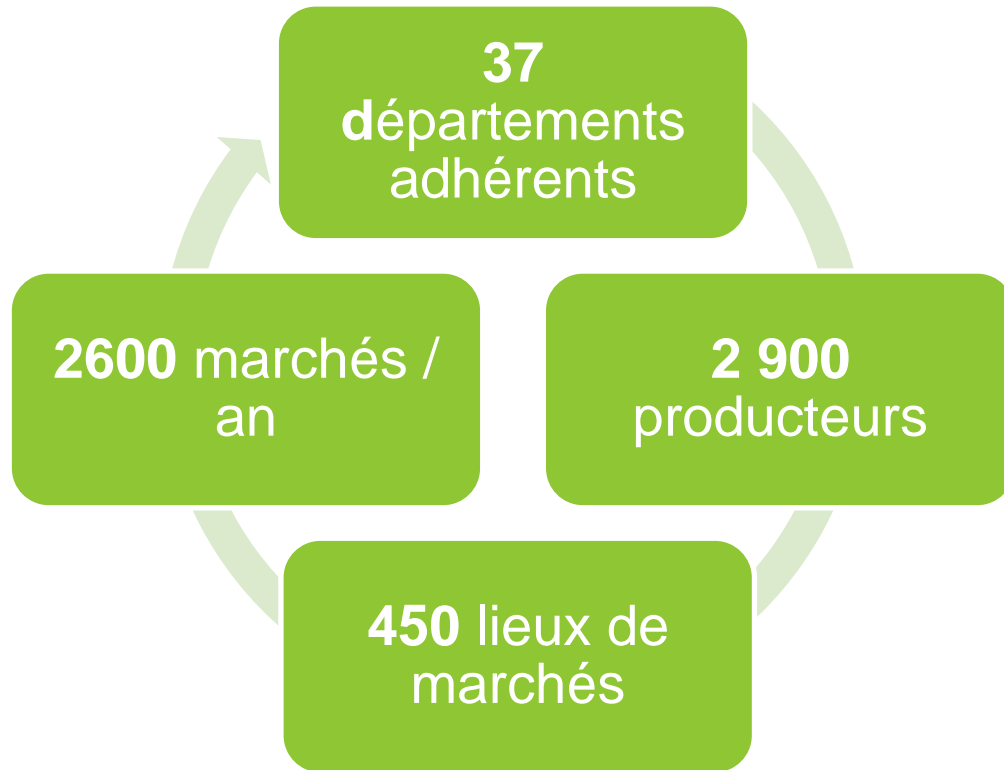 37
départements
adhérents
2600 marchés /
an
2 900
producteurs
450 lieux de
marchés